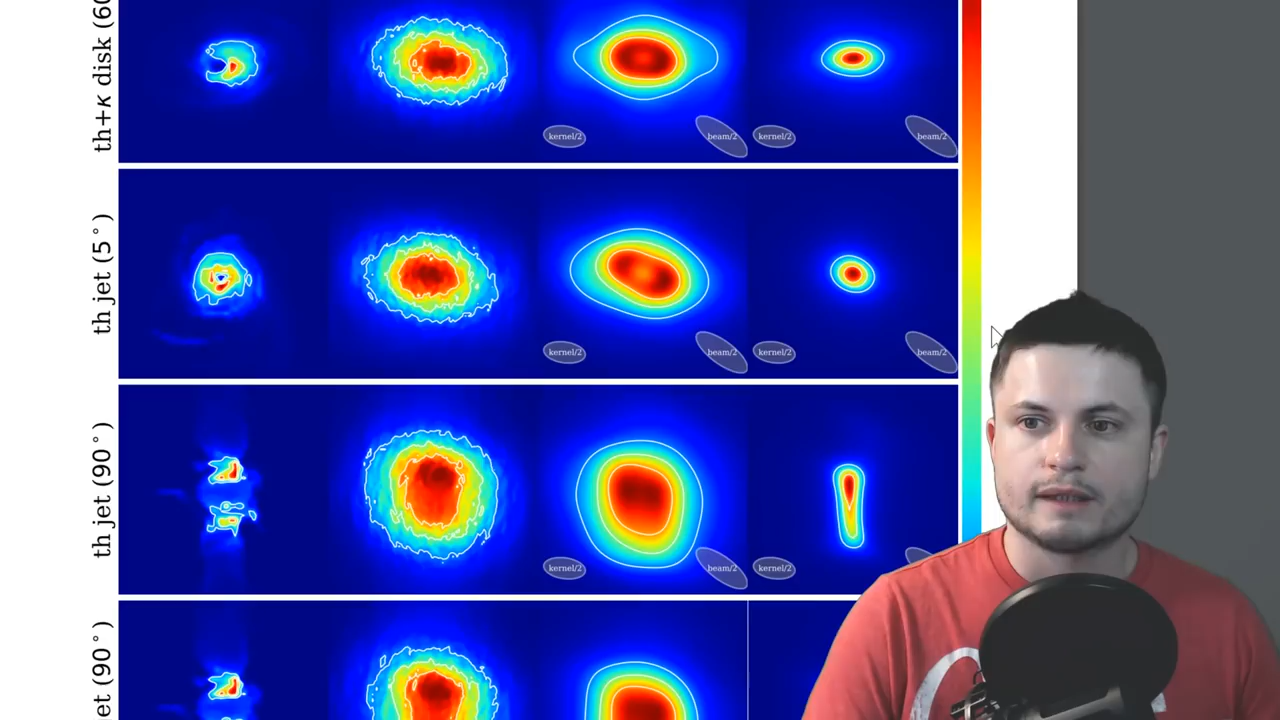 th+κ disk (60
kernel/2 beam/2 kernel/2 beam/2
th.jet (5°)
kernel/2 beam/2 kernel/2 beam/2
th.jet (90°)
kernel/2 beam/2 kernel/2
et (90°)